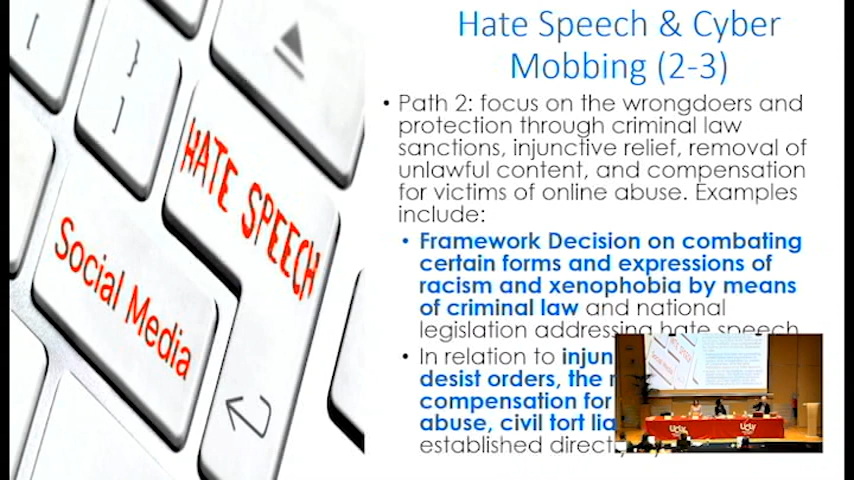 Hate Speech & Cyber
Mobbing (2-3)
• Path 2: focus on the wrongdoers and
protection through criminal law
sanctions, injunctive relief, removal of
unlawful content, and compensation
for victims of online abuse. Examples
include:
• Framework Decision on combating
certain forms and expressions of
racism and xenophobia by means
of criminal law and national
legislation addressing hate speech
• In relation to
desist orders, the
compensation for
abuse, civil tort
established
HATE SPEECH
Social Media